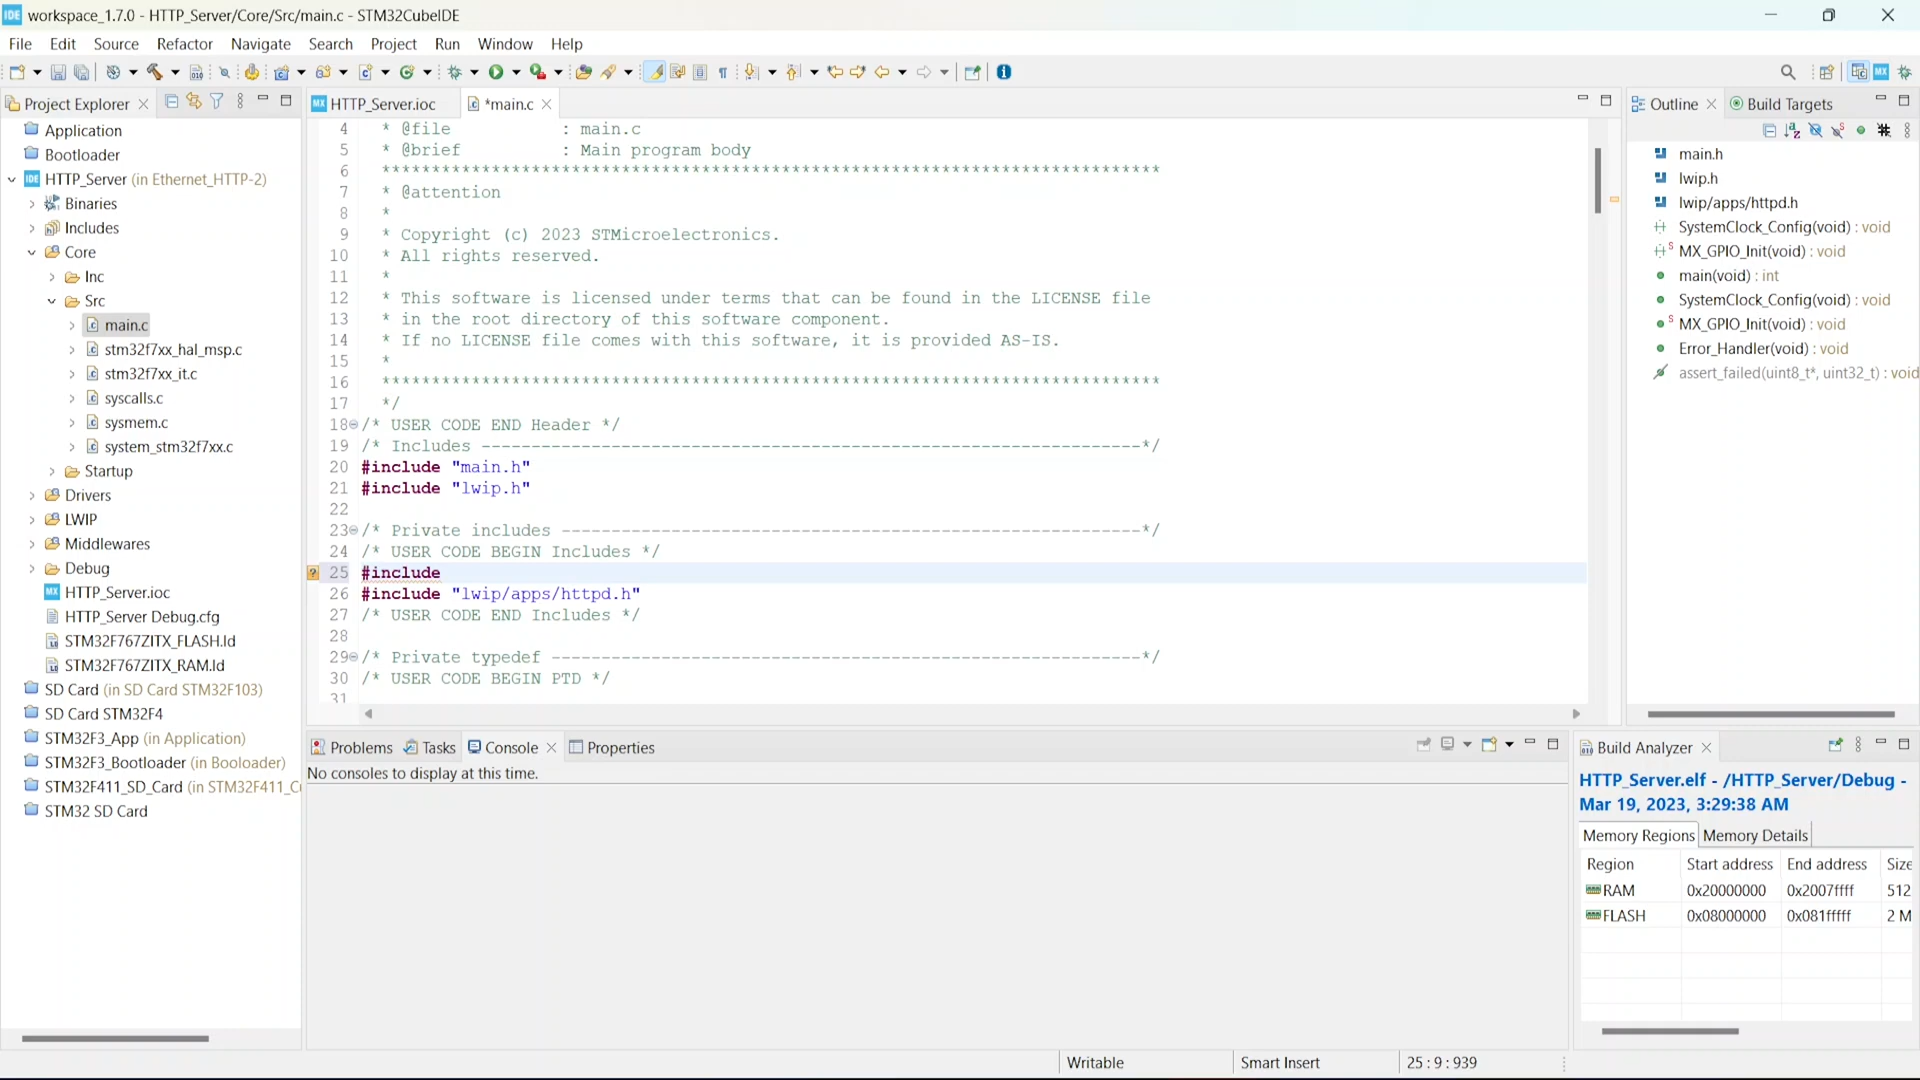 workspace_1.7.0 - HTTP_Server/Core/Src/main.c - STM32CubeIDE
File Edit Source Refactor Navigate Search Project Run Window Help
Project Explorer
Application
Bootloader
HTTP_Server (in Ethernet_HTTP-2)
Binaries
Includes
Core
Inc
Src
main.c
stm32f7xx_hal_msp.c
stm32f7xx_it.c
syscalls.c
sysmem.c
system_stm32f7xx.c
Startup
Drivers
LWIP
Middlewares
Debug
HTTP_Server.ioc
HTTP_Server Debug.cfg
STM32F767ZITX_FLASH.ld
STM32F767ZITX_RAM.ld
SD Card (in SD Card STM32F103)
SD Card STM32F4
STM32F3_App (in Application)
STM32F3_Bootloader (in Booloader)
STM32F411_SD_Card (in STM32F411_C
STM32 SD Card
HTTP_Server.ioc *main.c
4 * @file : main.c
5 * @brief : Main program body
6 ******************************************************************************
7 * @attention
8 *
9 * Copyright (c) 2023 STMicroelectronics.
10 * All rights reserved.
11 *
12 * This software is licensed under terms that can be found in the LICENSE file
13 * in the root directory of this software component.
14 * If no LICENSE file comes with this software, it is provided AS-IS.
15 *
16 ******************************************************************************
17 */
18 /* USER CODE END Header */
19 /* Includes ------------------------------------------------------------------*/
20 #include "main.h"
21 #include "lwip.h"
22
23 /* Private includes ----------------------------------------------------------*/
24 /* USER CODE BEGIN Includes */
25 #include
26 #include "lwip/apps/httpd.h"
27 /* USER CODE END Includes */
28
29 /* Private typedef -----------------------------------------------------------*/
30 /* USER CODE BEGIN PTD */
31
Outline Build Targets
main.h
lwip.h
lwip/apps/httpd.h
SystemClock_Config(void) : void
MX_GPIO_Init(void) : void
main(void) : int
SystemClock_Config(void) : void
MX_GPIO_Init(void) : void
Error_Handler(void) : void
assert_failed(uint8_t*, uint32_t) : void
Problems Tasks Console Properties
No consoles to display at this time.
Build Analyzer
HTTP_Server.elf - /HTTP_Server/Debug -
Mar 19, 2023, 3:29:38 AM
Memory Regions Memory Details
Region Start address End address Size
RAM 0x20000000 0x2007ffff 512
FLASH 0x08000000 0x081fffff 2 M
Writable Smart Insert 25 : 9 : 939